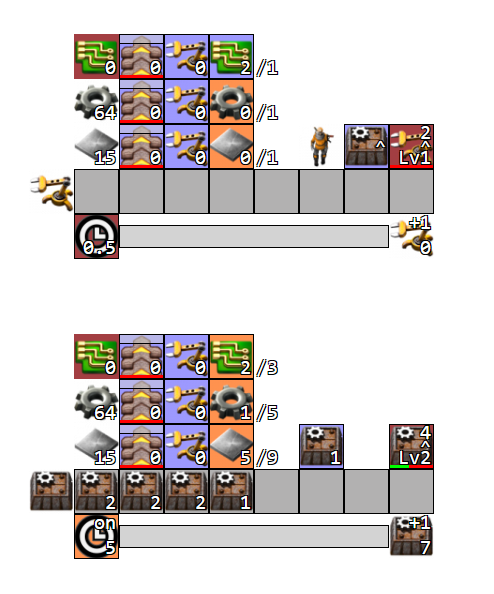 0 0 0 2 /1
64 0 0 0 /1
15 0 0 0 /1 ^ 2 ^ Lv1
+1
0.5 0
0 0 0 2 /3
64 0 0 1 /5
15 0 0 5 /9 1 4 ^ Lv2
2 2 2 1
on +1
5 7